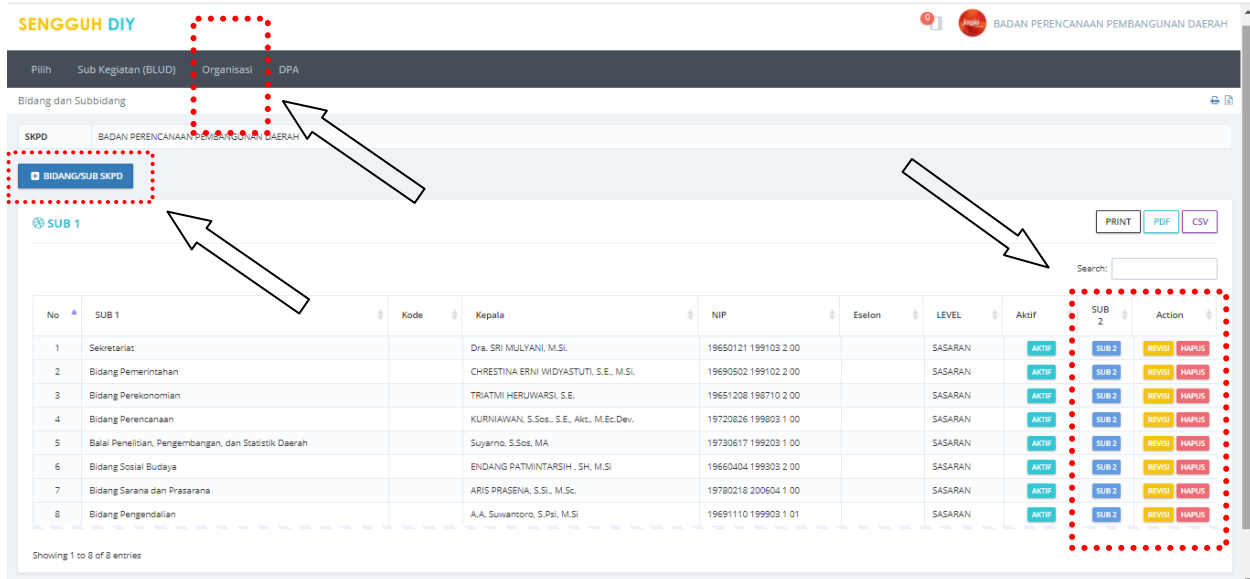 SENGGUH DIY
0
BADAN PERENCANAAN PEMBANGUNAN DAERAH
Pilih Sub Kegiatan (BLUD) Organisasi DPA
Bidang dan Subbidang
SKPD BADAN PERENCANAAN PEMBANGUNAN DAERAH
BIDANG/SUB SKPD
SUB 1
PRINT PDF CSV
Search:
No SUB 1 Kode Kepala NIP Eselon LEVEL Aktif SUB 2 Action
1 Sekretariat Dra. SRI MULYANI, M.Si. 19650121 199103 2 00 SASARAN AKTIF SUB 2 REVISI HAPUS
2 Bidang Pemerintahan CHRESTINA ERNI WIDYASTUTI, S.E., M.Si. 19690502 199102 2 00 SASARAN AKTIF SUB 2 REVISI HAPUS
3 Bidang Perekonomian TRIATMI HERUWARSI, S.E. 19651208 198710 2 00 SASARAN AKTIF SUB 2 REVISI HAPUS
4 Bidang Perencanaan KURNIAWAN, S.Sos., S.E., Akt., M.Ec.Dev. 19720826 199803 1 00 SASARAN AKTIF SUB 2 REVISI HAPUS
5 Balai Penelitian, Pengembangan, dan Statistik Daerah Suyarno, S.Sos, MA 19730617 199203 1 00 SASARAN AKTIF SUB 2 REVISI HAPUS
6 Bidang Sosial Budaya ENDANG PATMINTARSIH , SH, M.Si 19660404 199303 2 00 SASARAN AKTIF SUB 2 REVISI HAPUS
7 Bidang Sarana dan Prasarana ARIS PRASENA, S.Si., M.Sc. 19780218 200604 1 00 SASARAN AKTIF SUB 2 REVISI HAPUS
8 Bidang Pengendalian A.A. Suwantoro, S.Psi, M.Si 19691110 199903 1 01 SASARAN AKTIF SUB 2 REVISI HAPUS
Showing 1 to 8 of 8 entries